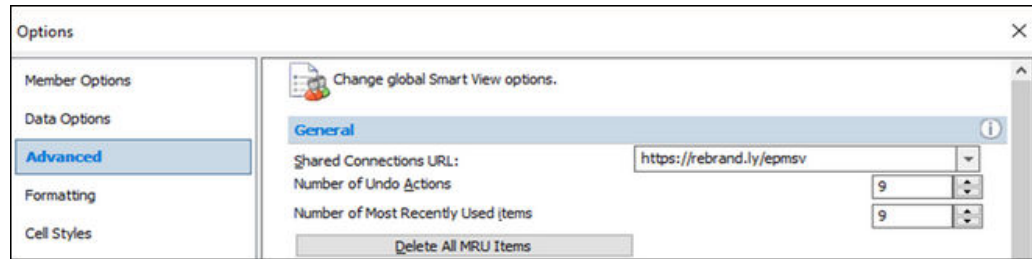 Options
Member Options
Data Options
Advanced
Formatting
Cell Styles
Change global Smart View options.
General
Shared Connections URL: https://rebrand.ly/epmsv
Number of Undo Actions 9
Number of Most Recently Used items 9
Delete All MRU Items